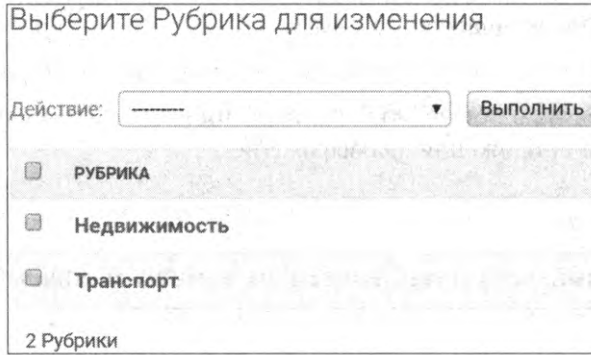 Выберите Рубрика для изменения
Действие: --------- Выполнить
РУБРИКА
Недвижимость
Транспорт
2 Рубрики